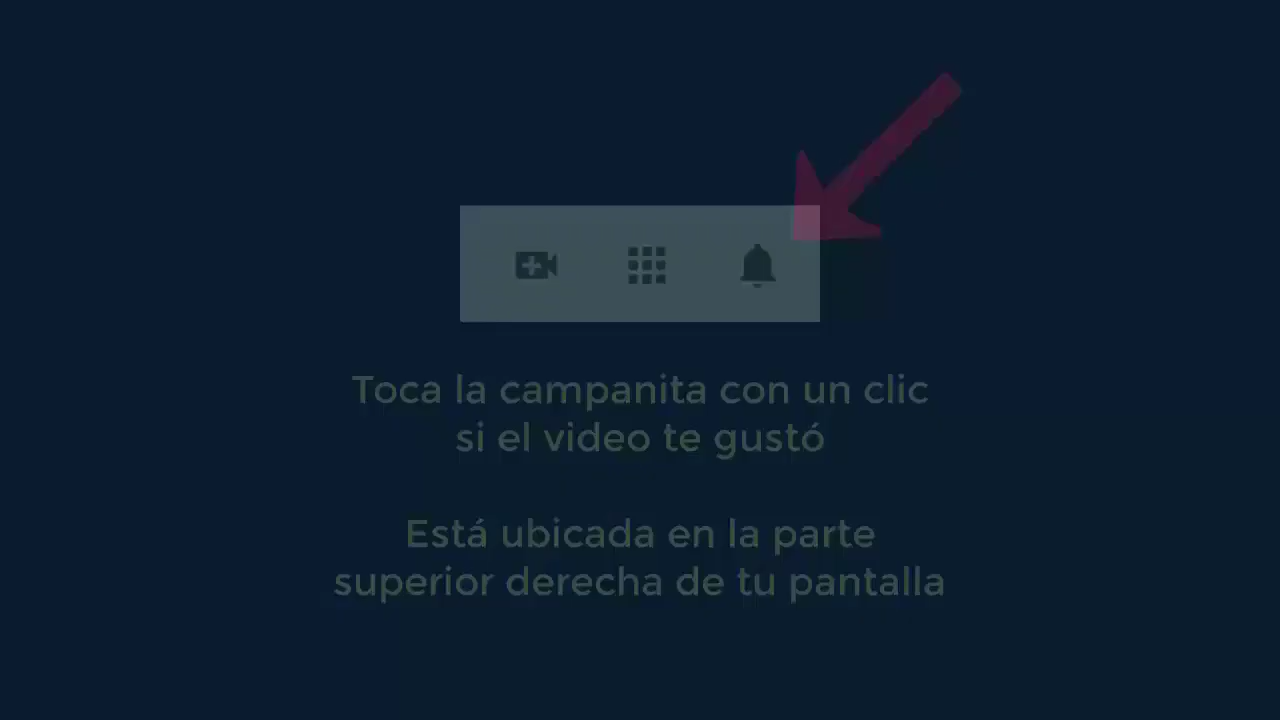 Toca la campanita con un clic
si el video te gustó
Está ubicada en la parte
superior derecha de tu pantalla